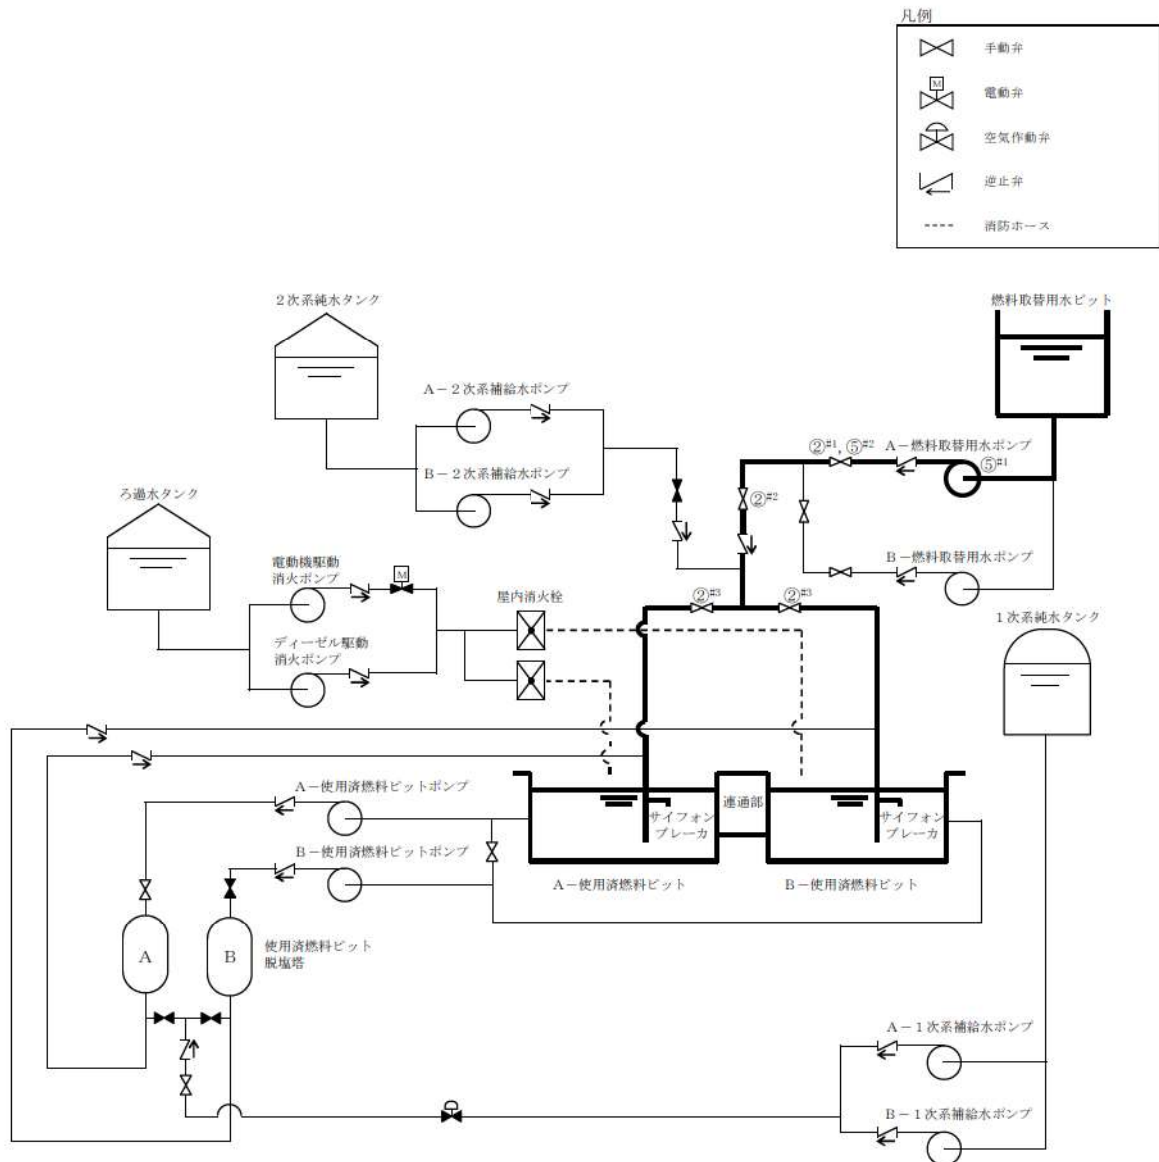 凡例
手動弁
M
電動弁
空気作動弁
逆止弁
消防ホース
2次系純水タンク
燃料取替用水ピット
A-2次系補給水ポンプ
②#1, ⑤#2
A-燃料取替用水ポンプ
⑤#1
B-2次系補給水ポンプ
②#2
ろ過水タンク
電動機駆動
消火ポンプ
M
B-燃料取替用水ポンプ
屋内消火栓
②#3
②#3
1次系純水タンク
ディーゼル駆動
消火ポンプ
A-使用済燃料ピットポンプ
連通部
サイフォン
ブレーカ
サイフォン
ブレーカ
B-使用済燃料ピットポンプ
A-使用済燃料ピット
B-使用済燃料ピット
A
B
使用済燃料ピット
脱塩塔
A-1次系補給水ポンプ
B-1次系補給水ポンプ